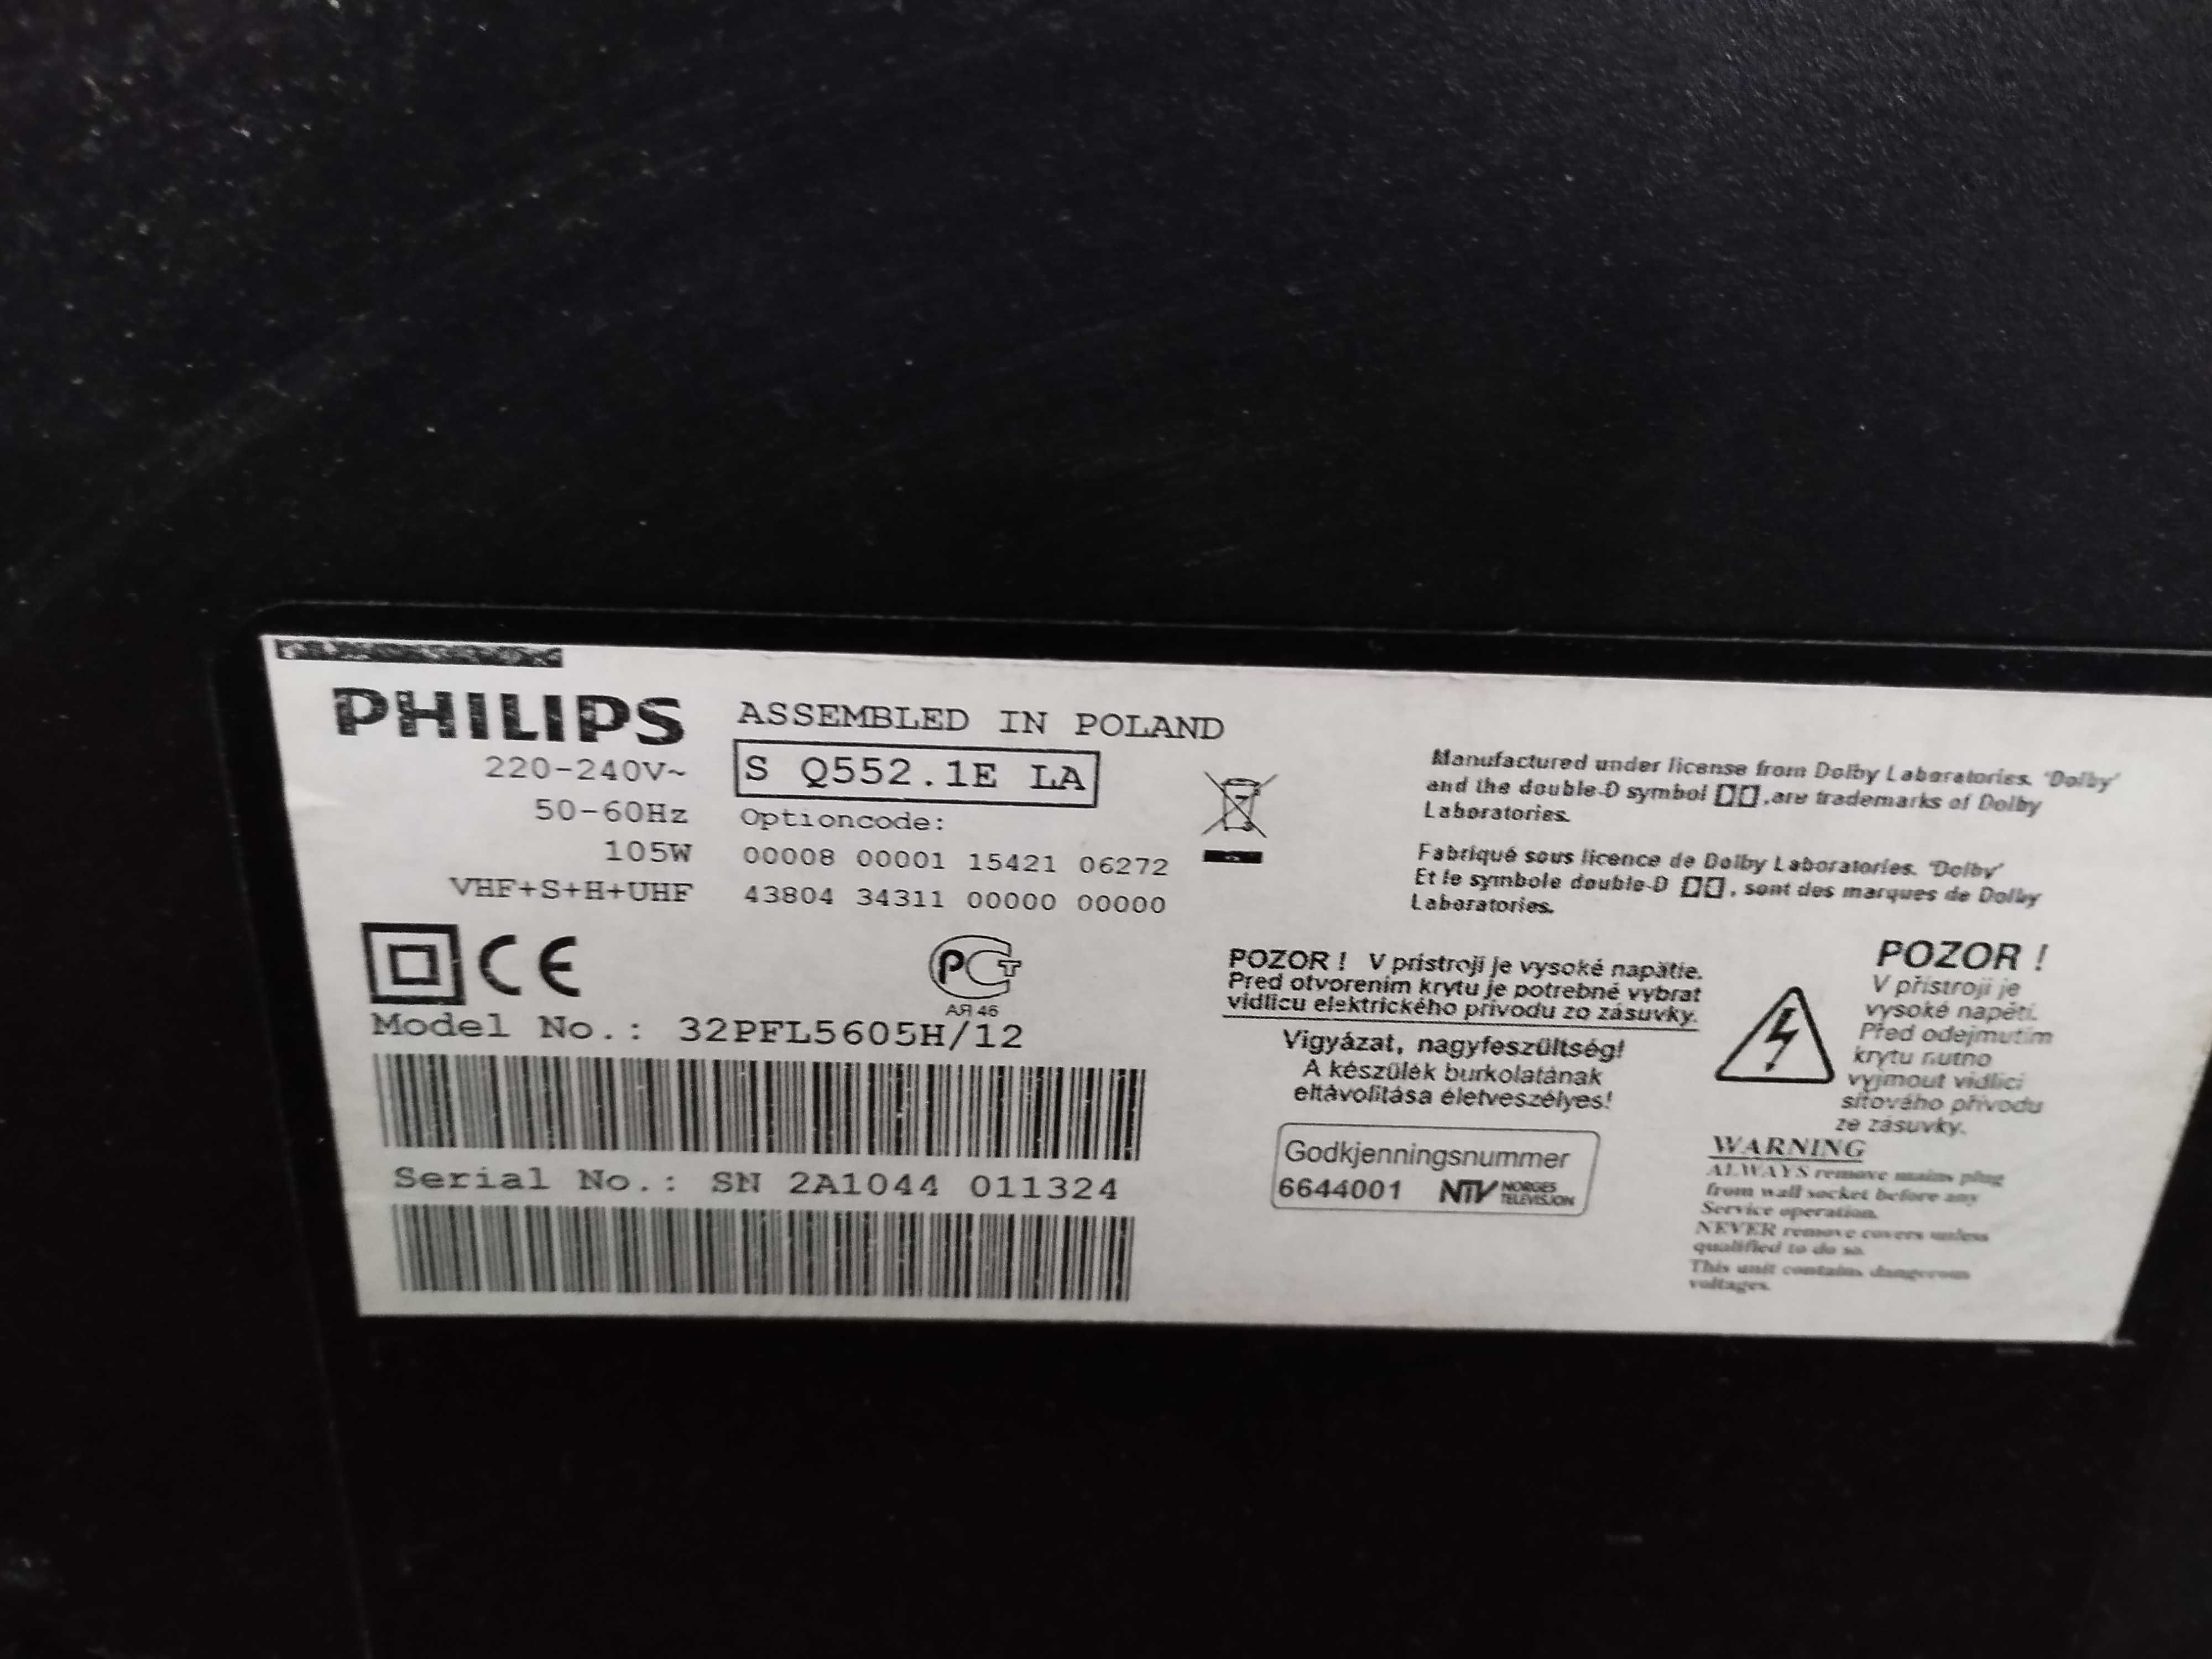 PHILIPS
ASSEMBLED IN POLAND
220-240V~
S Q552.1E LA
50-60Hz
Optioncode:
105W
00008 00001 15421 06272
VHF+S+H+UHF
43804 34311 00000 00000
CE
РСТ
АЯ 46
Model No.: 32PFL5605H/12
Serial No.: SN 2A1044 011324
Manufactured under license from Dolby Laboratories. "Dolby"
and the double-D symbol ,are trademarks of Dolby
Laboratories.
Fabriqué sous licence de Dolby Laboratories. "Dolby"
Et le symbole double-D , sont des marques de Dolby
Laboratories.
POZOR ! V prístroji je vysoké napätie.
Pred otvorením krytu je potrebné vybrat
vidlicu elektrického prívodu zo zásuvky.
Vigyázat, nagyfeszültség!
A készülék burkolatának
eltávolítása életveszélyes!
Godkjenningsnummer
6644001 NTV NORGES
TELEVISJON
POZOR !
V přístroji je
vysoké napětí.
Před odejmutím
krytu nutno
vyjmout vidlici
síťového přívodu
ze zásuvky.
WARNING
ALWAYS remove mains plug
from wall socket before any
Service operation.
NEVER remove covers unless
qualified to do so.
This unit contains dangerous
voltages.